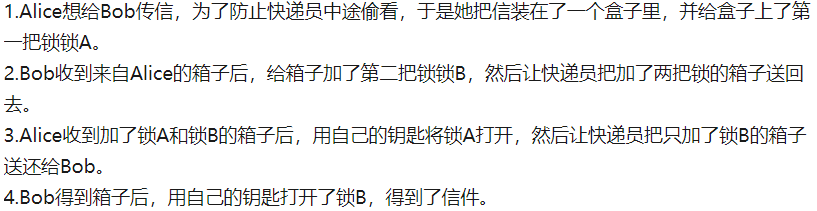 1.Alice想给Bob传信，为了防止快递员中途偷看，于是她把信装在了一个盒子里，并给盒子上了第
一把锁锁A。
2.Bob收到来自Alice的箱子后，给箱子加了第二把锁锁B，然后让快递员把加了两把锁的箱子送回
去。
3.Alice收到加了锁A和锁B的箱子后，用自己的钥匙将锁A打开，然后让快递员把只加了锁B的箱子
送还给Bob。
4.Bob得到箱子后，用自己的钥匙打开了锁B，得到了信件。